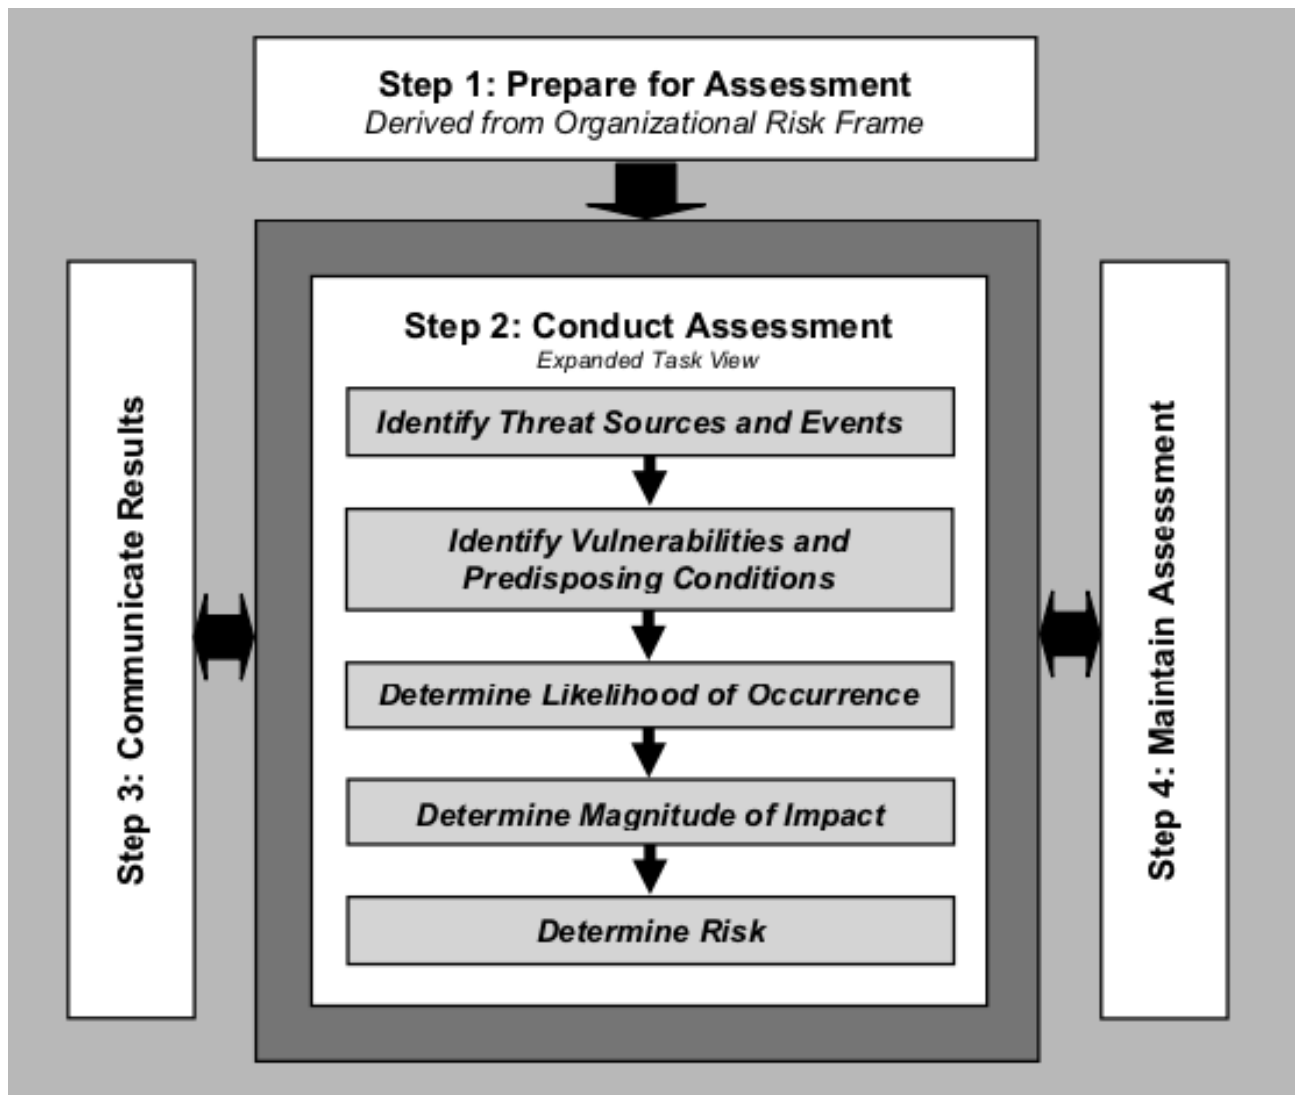 Step 1: Prepare for Assessment
Derived from Organizational Risk Frame
Step 3: Communicate Results
Step 2: Conduct Assessment
Expanded Task View
Identify Threat Sources and Events
Identify Vulnerabilities and
Predisposing Conditions
Determine Likelihood of Occurrence
Determine Magnitude of Impact
Determine Risk
Step 4: Maintain Assessment